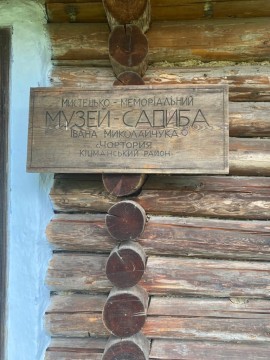 Мистецько-меморіальний
МУЗЕЙ-САДИБА
ІВАНА МИКОЛАЙЧУКА
с. ЧОРТОРИЯ
КІЦМАНСЬКИЙ РАЙОН